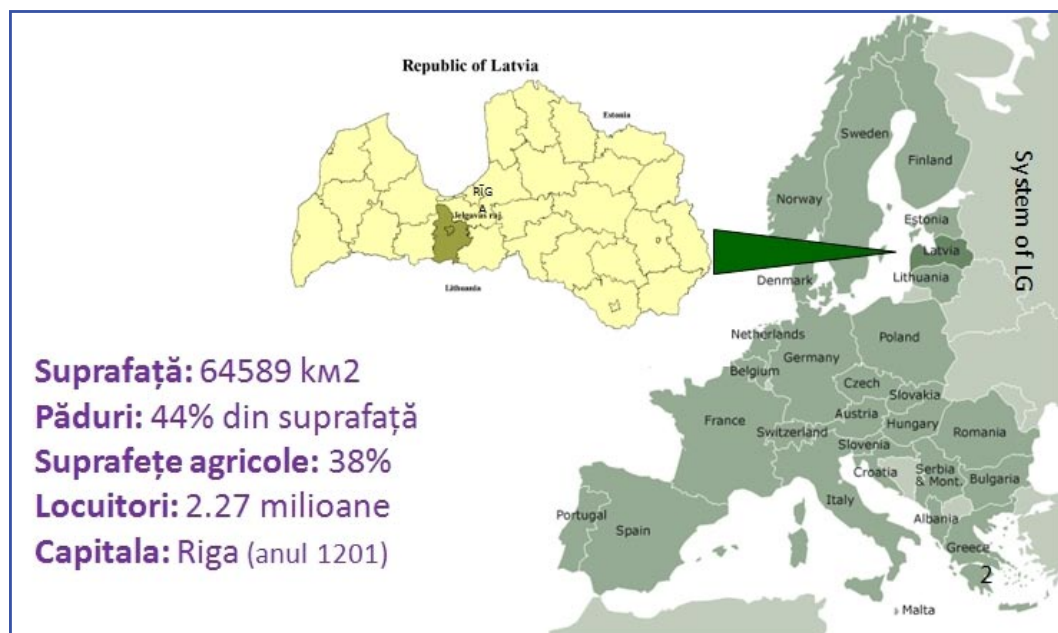 Republic of Latvia
Estonia
RĪG
A
Jelgavas raj.
Lithuania
Suprafață: 64589 kм2
Păduri: 44% din suprafață
Suprafețe agricole: 38%
Locuitori: 2.27 milioane
Capitala: Riga (anul 1201)
Sweden
Finland
Norway
Estonia
Latvia
Lithuania
Denmark
Netherlands
Poland
Germany
Belgium
Czech
Slovakia
France
Austria
Hungary
Switzerland
Romania
Slovenia
Croatia
Serbia
& Mont.
Bulgaria
Italy
Portugal
Spain
Albania
Greece
2
Malta
System of LG